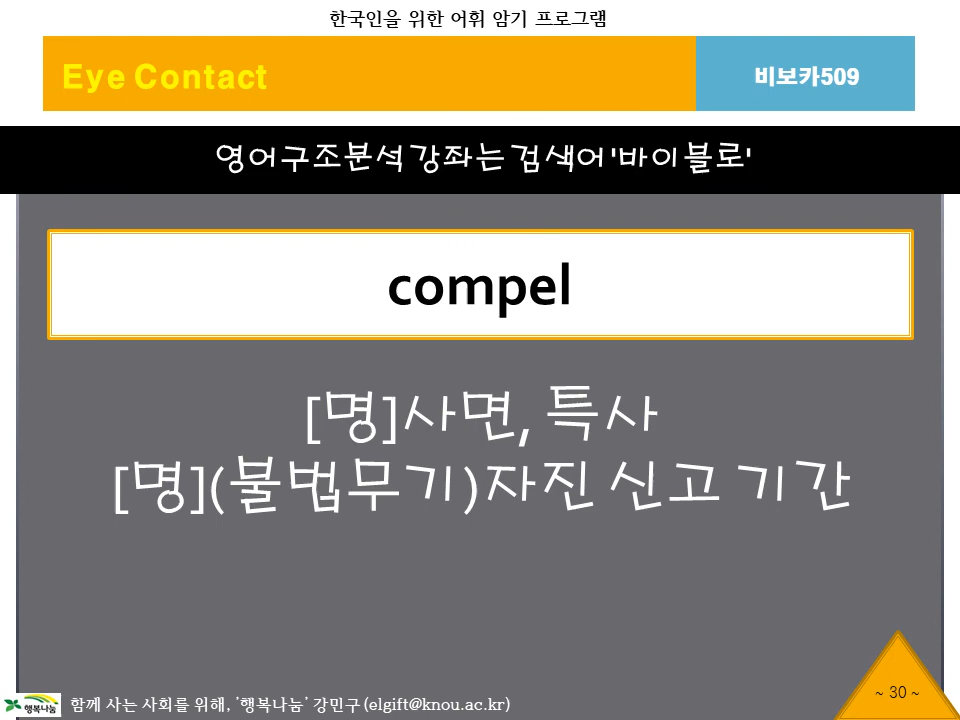 한국인을 위한 어휘 암기 프로그램
Eye Contact
비보카509
영어구조분석 강좌는 검색어 '바이블로'
compel
[명]사면, 특사
[명](불법무기)자진 신고 기간
~ 30 ~
행복나눔
함께 사는 사회를 위해, '행복나눔' 강민구 (elgift@knou.ac.kr)